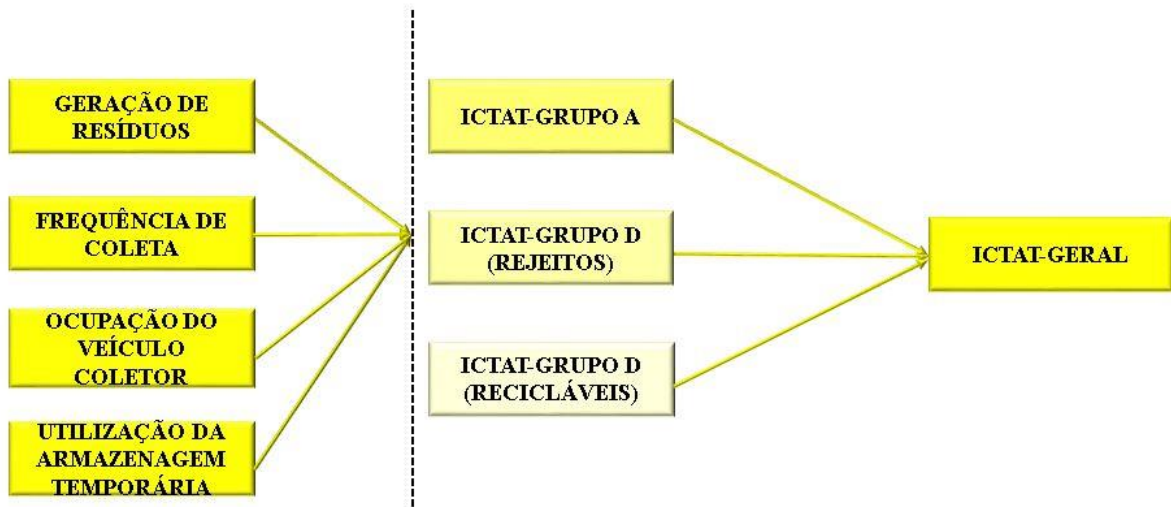 GERAÇÃO DE
RESÍDUOS
FREQUÊNCIA DE
COLETA
OCUPAÇÃO DO
VEÍCULO
COLETOR
UTILIZAÇÃO DA
ARMAZENAGEM
TEMPORÁRIA
ICTAT-GRUPO A
ICTAT-GRUPO D
(REJEITOS)
ICTAT-GRUPO D
(RECICLÁVEIS)
ICTAT-GERAL